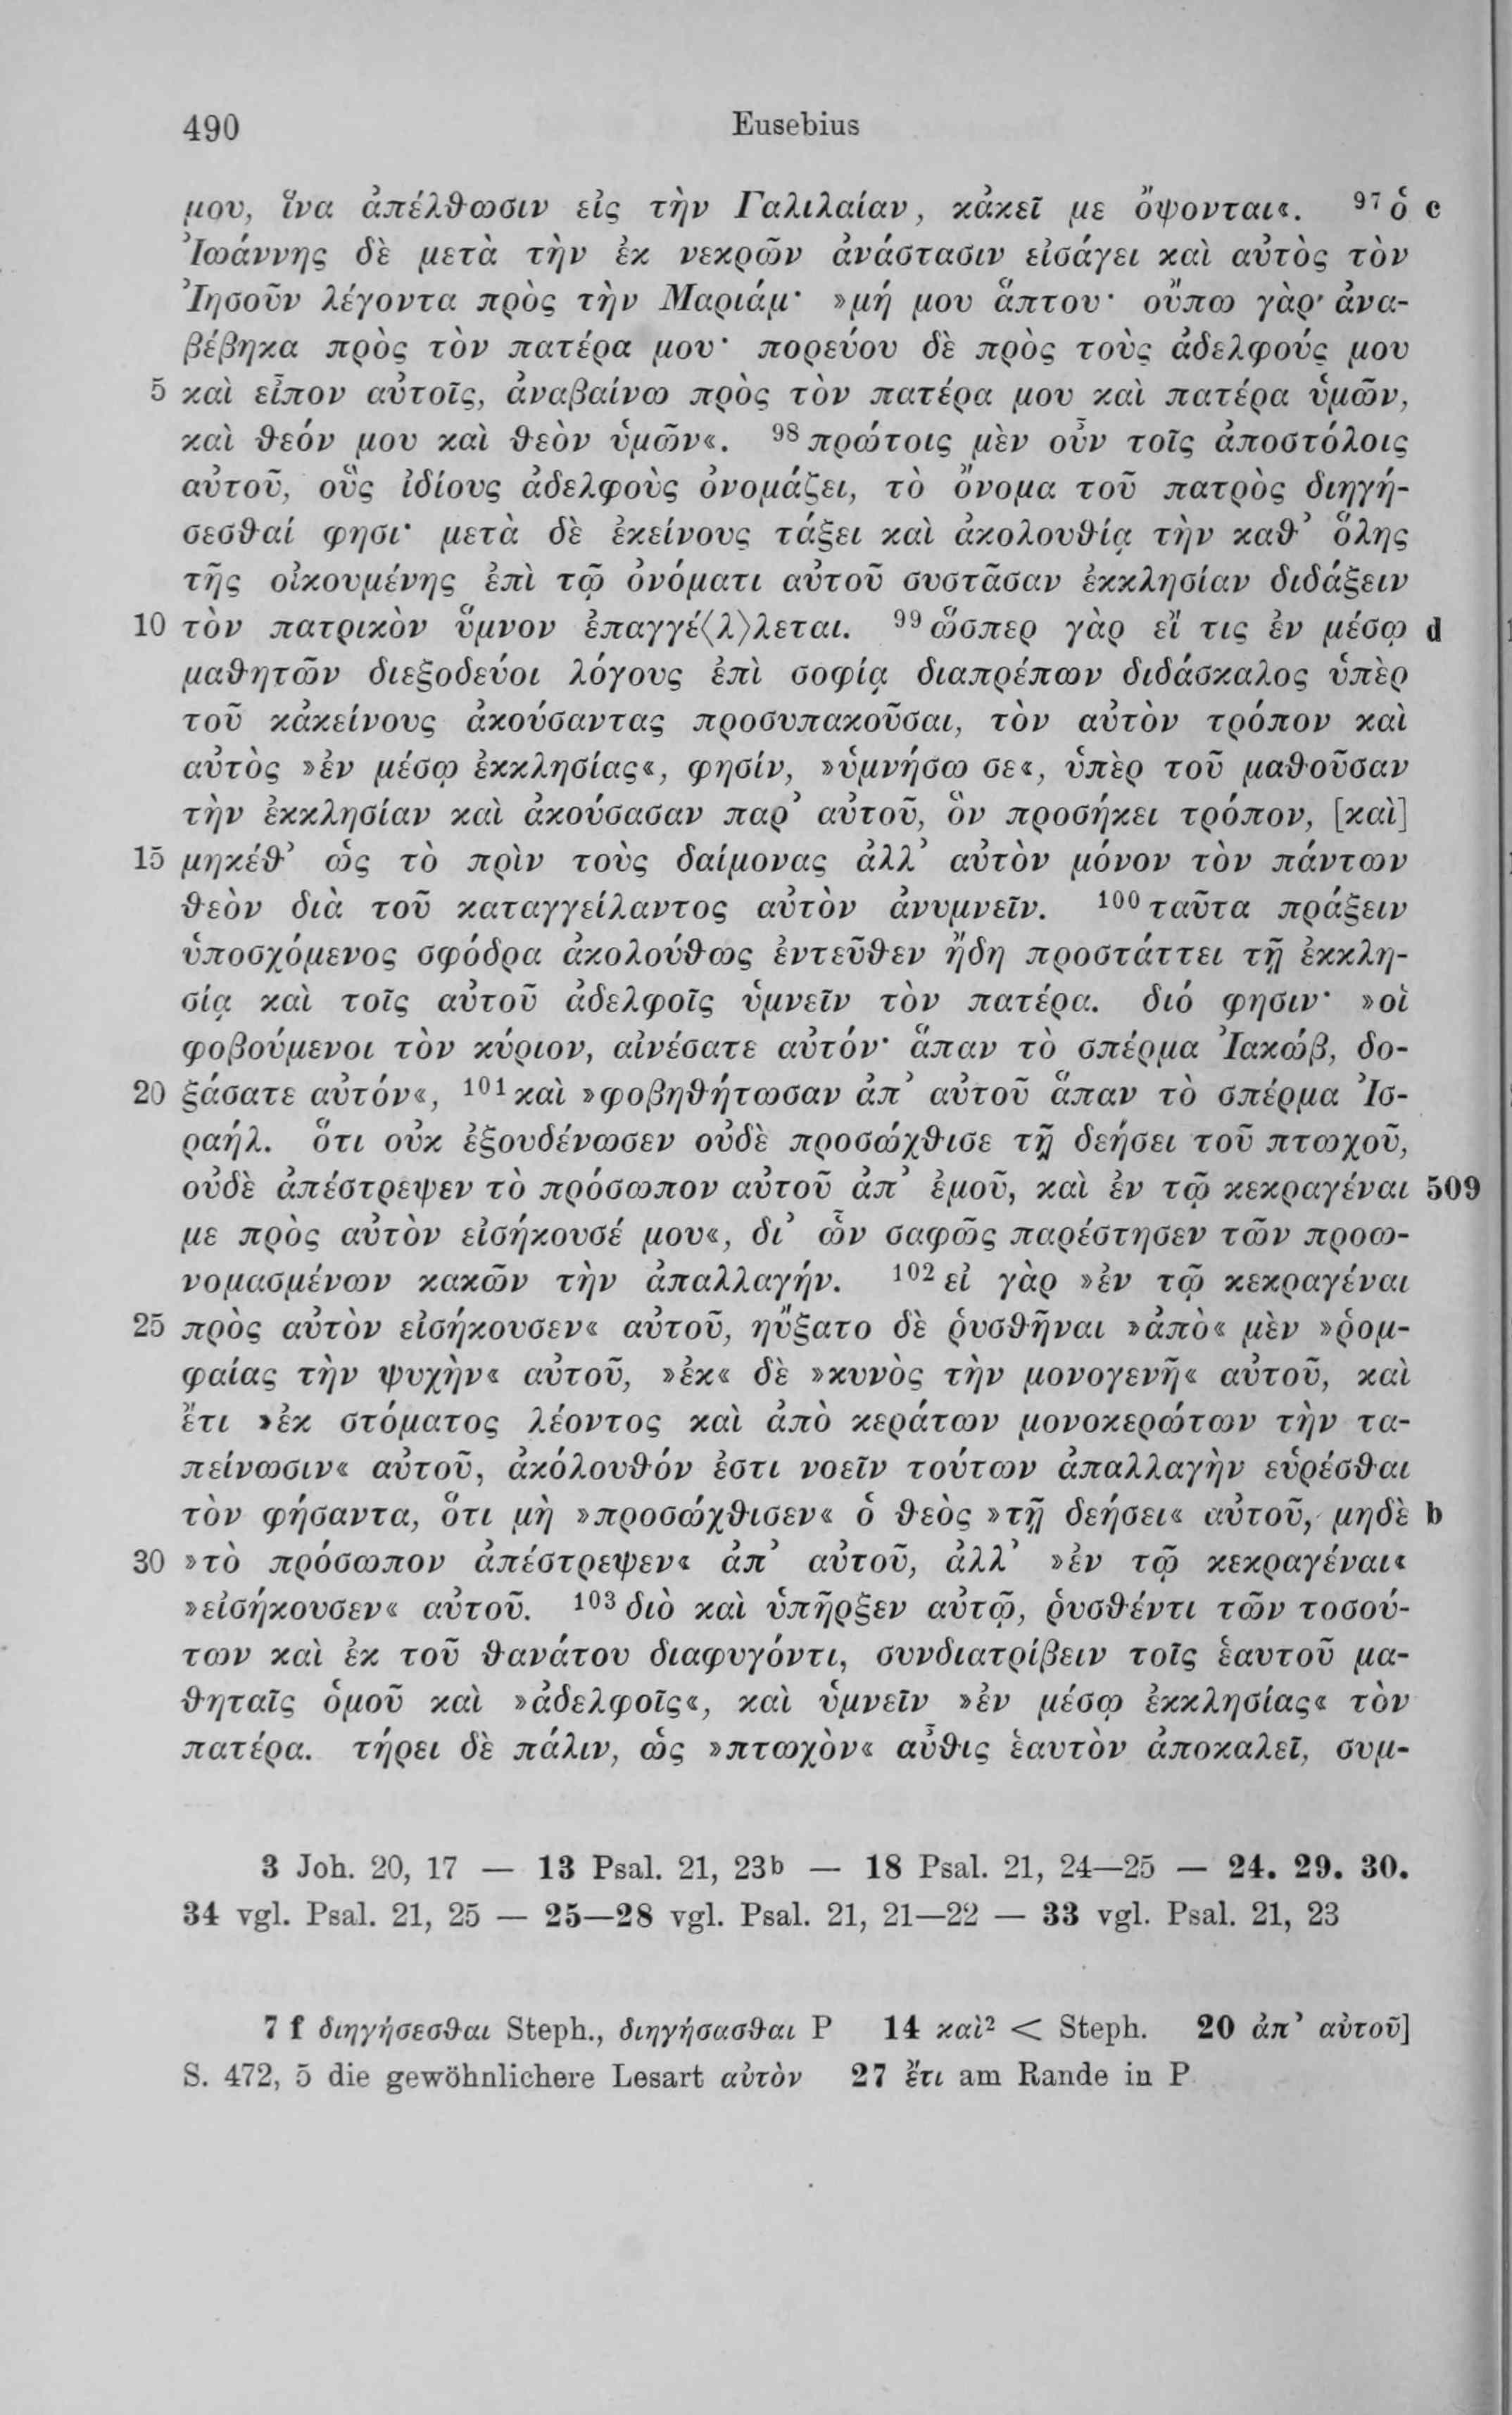 490 Eusebius
μου, ἵνα ἀπέλθωσιν εἰς τὴν Γαλιλαίαν, κἀκεῖ με ὄψονται«. 97 ὁ c
Ἰωάννης δὲ μετὰ τὴν ἐκ νεκρῶν ἀνάστασιν εἰσάγει καὶ αὐτὸς τὸν
Ἰησοῦν λέγοντα πρὸς τὴν Μαριάμ· »μή μου ἅπτου· οὔπω γὰρ ἀνα-
βέβηκα πρὸς τὸν πατέρα μου· πορεύου δὲ πρὸς τοὺς ἀδελφούς μου
5 καὶ εἶπον αὐτοῖς, ἀναβαίνω πρὸς τὸν πατέρα μου καὶ πατέρα ὑμῶν,
καὶ θεόν μου καὶ θεὸν ὑμῶν«. 98 πρώτοις μὲν οὖν τοῖς ἀποστόλοις
αὐτοῦ, οὓς ἰδίους ἀδελφοὺς ὀνομάζει, τὸ ὄνομα τοῦ πατρὸς διηγή-
σεσθαί φησι· μετὰ δὲ ἐκείνους τάξει καὶ ἀκολουθίᾳ τὴν καθ’ ὅλης
τῆς οἰκουμένης ἐπὶ τῷ ὀνόματι αὐτοῦ συστᾶσαν ἐκκλησίαν διδάξειν
10 τὸν πατρικὸν ὕμνον ἐπαγγέ⟨λ⟩λεται. 99 ὥσπερ γὰρ εἴ τις ἐν μέσῳ d
μαθητῶν διεξοδεύοι λόγους ἐπὶ σοφίᾳ διαπρέπων διδάσκαλος ὑπὲρ
τοῦ κἀκείνους ἀκούσαντας προσυπακοῦσαι, τὸν αὐτὸν τρόπον καὶ
αὐτὸς »ἐν μέσῳ ἐκκλησίας«, φησίν, »ὑμνήσω σε«, ὑπὲρ τοῦ μαθοῦσαν
τὴν ἐκκλησίαν καὶ ἀκούσασαν παρ’ αὐτοῦ, ὃν προσήκει τρόπον, [καὶ]
15 μηκέθ’ ὡς τὸ πρὶν τοὺς δαίμονας ἀλλ’ αὐτὸν μόνον τὸν πάντων
θεὸν διὰ τοῦ καταγγείλαντος αὐτὸν ἀνυμνεῖν. 100 ταῦτα πράξειν
ὑποσχόμενος σφόδρα ἀκολούθως ἐντεῦθεν ἤδη προστάττει τῇ ἐκκλη-
σίᾳ καὶ τοῖς αὐτοῦ ἀδελφοῖς ὑμνεῖν τὸν πατέρα. διό φησιν· »οἱ
φοβούμενοι τὸν κύριον, αἰνέσατε αὐτόν· ἅπαν τὸ σπέρμα Ἰακώβ, δο-
20 ξάσατε αὐτόν«, 101 καὶ »φοβηθήτωσαν ἀπ’ αὐτοῦ ἅπαν τὸ σπέρμα Ἰσ-
ραήλ. ὅτι οὐκ ἐξουδένωσεν οὐδὲ προσώχθισε τῇ δεήσει τοῦ πτωχοῦ,
οὐδὲ ἀπέστρεψεν τὸ πρόσωπον αὐτοῦ ἀπ’ ἐμοῦ, καὶ ἐν τῷ κεκραγέναι 509
με πρὸς αὐτὸν εἰσήκουσέ μου«, δι’ ὧν σαφῶς παρέστησεν τῶν προω-
νομασμένων κακῶν τὴν ἀπαλλαγήν. 102 εἰ γὰρ »ἐν τῷ κεκραγέναι
25 πρὸς αὐτὸν εἰσήκουσεν« αὐτοῦ, ηὔξατο δὲ ῥυσθῆναι »ἀπὸ« μὲν »ῥομ-
φαίας τὴν ψυχὴν« αὐτοῦ, »ἐκ« δὲ »κυνὸς τὴν μονογενῆ« αὐτοῦ, καὶ
ἔτι »ἐκ στόματος λέοντος καὶ ἀπὸ κεράτων μονοκερώτων τὴν τα-
πείνωσιν« αὐτοῦ, ἀκόλουθόν ἐστι νοεῖν τούτων ἀπαλλαγὴν εὑρέσθαι
τὸν φήσαντα, ὅτι μὴ »προσώχθισεν« ὁ θεὸς »τῇ δεήσει« αὐτοῦ, μηδὲ b
30 »τὸ πρόσωπον ἀπέστρεψεν« ἀπ’ αὐτοῦ, ἀλλ’ »ἐν τῷ κεκραγέναι«
»εἰσήκουσεν« αὐτοῦ. 103 διὸ καὶ ὑπῆρξεν αὐτῷ, ῥυσθέντι τῶν τοσού-
των καὶ ἐκ τοῦ θανάτου διαφυγόντι, συνδιατρίβειν τοῖς ἑαυτοῦ μα-
θηταῖς ὁμοῦ καὶ »ἀδελφοῖς«, καὶ ὑμνεῖν »ἐν μέσῳ ἐκκλησίας« τὸν
πατέρα. τήρει δὲ πάλιν, ὡς »πτωχὸν« αὖθις ἑαυτὸν ἀποκαλεῖ, συμ-
3 Joh. 20, 17 — 13 Psal. 21, 23b — 18 Psal. 21, 24—25 — 24. 29. 30.
34 vgl. Psal. 21, 25 — 25—28 vgl. Psal. 21, 21—22 — 33 vgl. Psal. 21, 23
7 f διηγήσεσθαι Steph., διηγήσασθαι P 14 καὶ2 < Steph. 20 ἀπ’ αὐτοῦ]
S. 472, 5 die gewöhnlichere Lesart αὐτὸν 27 ἔτι am Rande in P